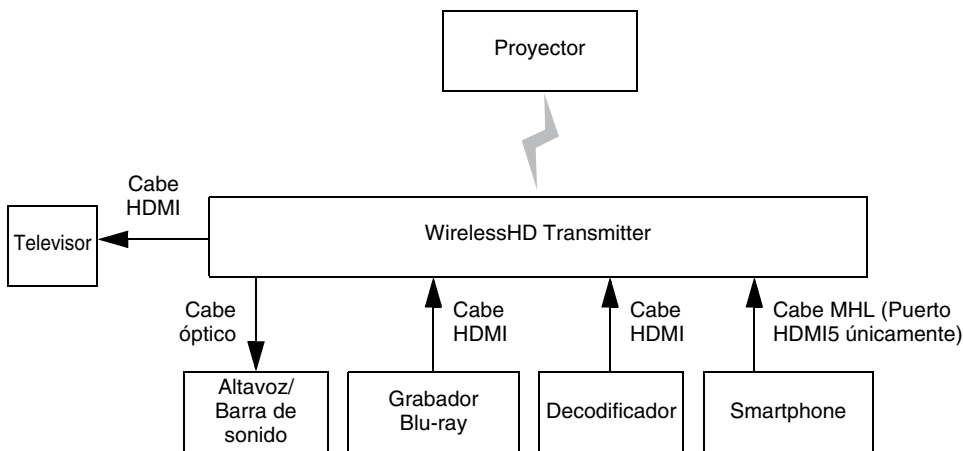 Proyector
Cabe
HDMI
Televisor
WirelessHD Transmitter
Cabe
óptico
Cabe
HDMI
Cabe
HDMI
Cabe MHL (Puerto
HDMI5 únicamente)
Altavoz/
Barra de
sonido
Grabador
Blu-ray
Decodificador
Smartphone